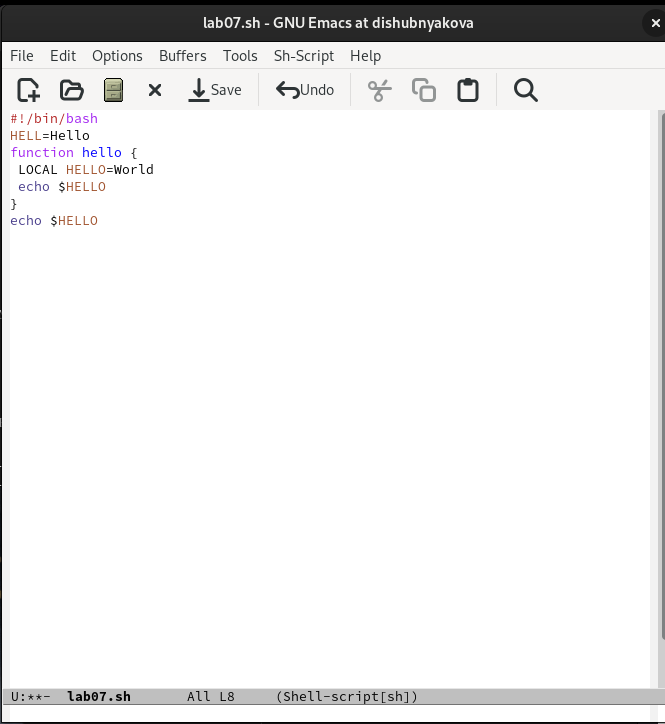 lab07.sh - GNU Emacs at dishubnyakova
File Edit Options Buffers Tools Sh-Script Help
Save Undo
#!/bin/bash
HELL=Hello
function hello {
 LOCAL HELLO=World
 echo $HELLO
}
echo $HELLO
U:**- lab07.sh All L8 (Shell-script[sh])